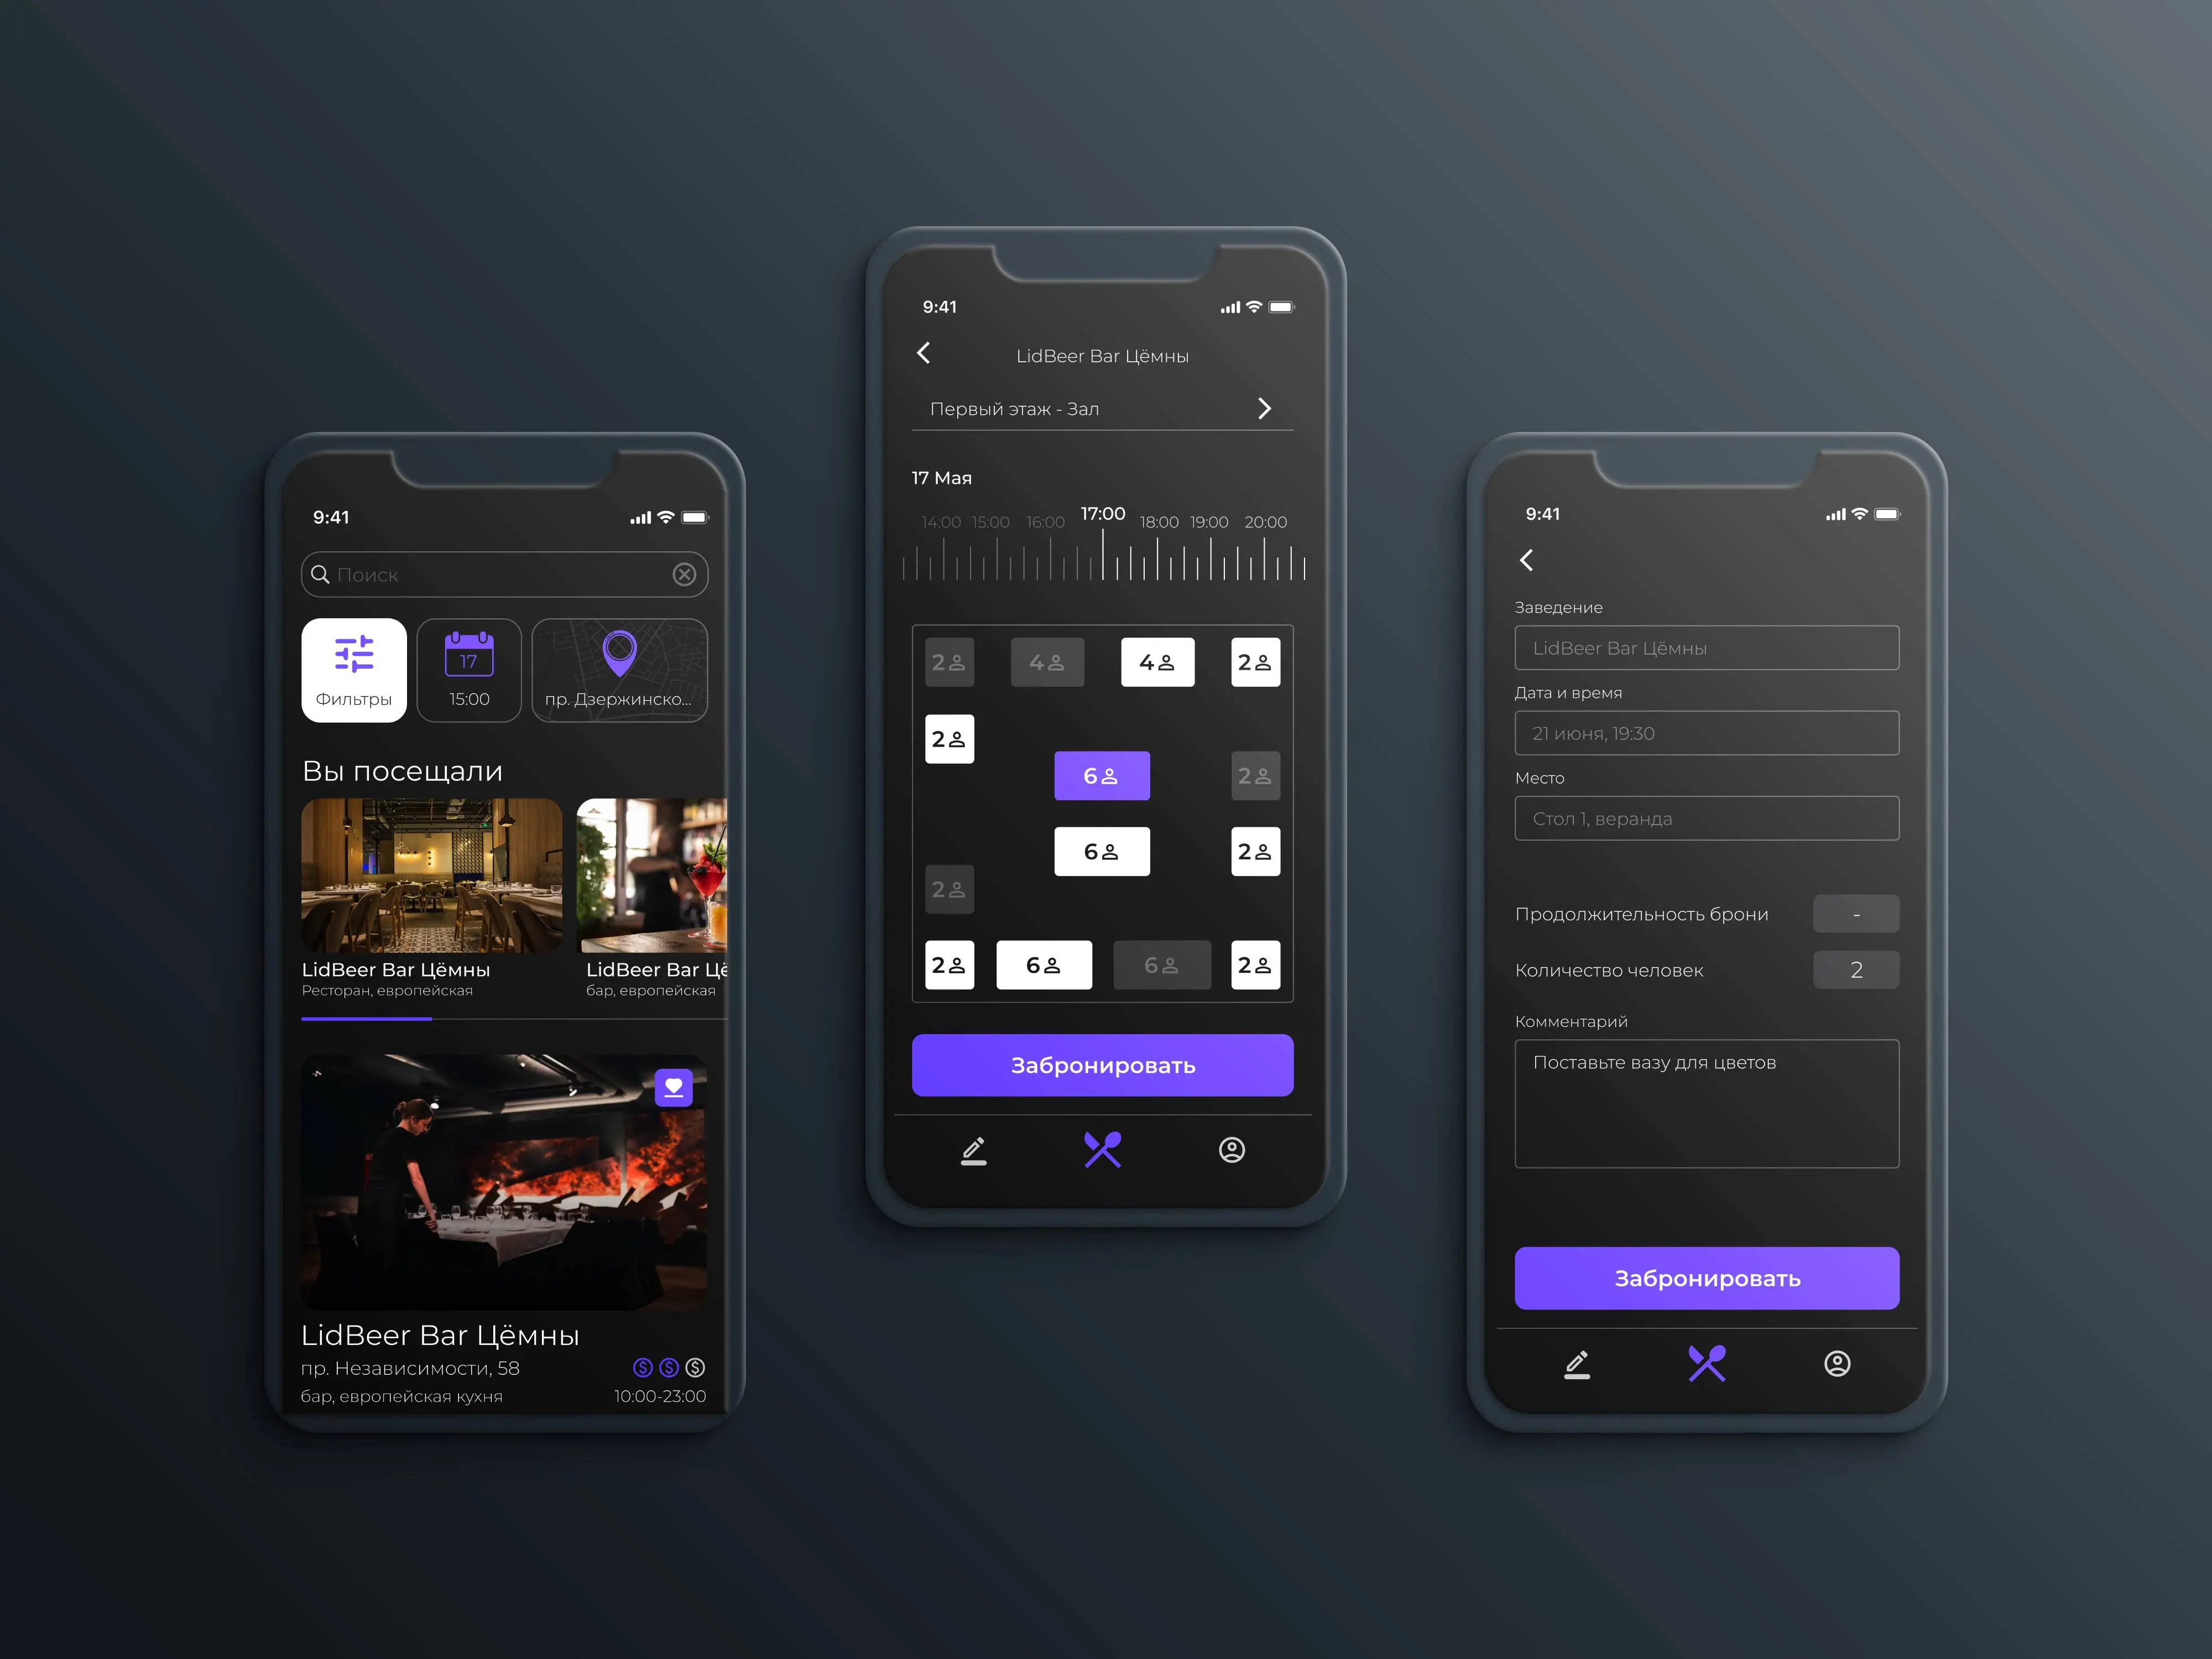 9:41
Поиск
Фильтры
17
15:00
пр. Дзержинско...
Вы посещали
LidBeer Bar Цёмны
Ресторан, европейская
LidBeer Bar Цё
бар, европейская
LidBeer Bar Цёмны
пр. Независимости, 58
бар, европейская кухня
10:00-23:00
9:41
LidBeer Bar Цёмны
Первый этаж - Зал
17 Мая
14:00 15:00 16:00 17:00 18:00 19:00 20:00
2 4 4 2
2
6 2
6 2
2
2 6 6 2
Забронировать
9:41
Заведение
LidBeer Bar Цёмны
Дата и время
21 июня, 19:30
Место
Стол 1, веранда
Продолжительность брони -
Количество человек 2
Комментарий
Поставьте вазу для цветов
Забронировать